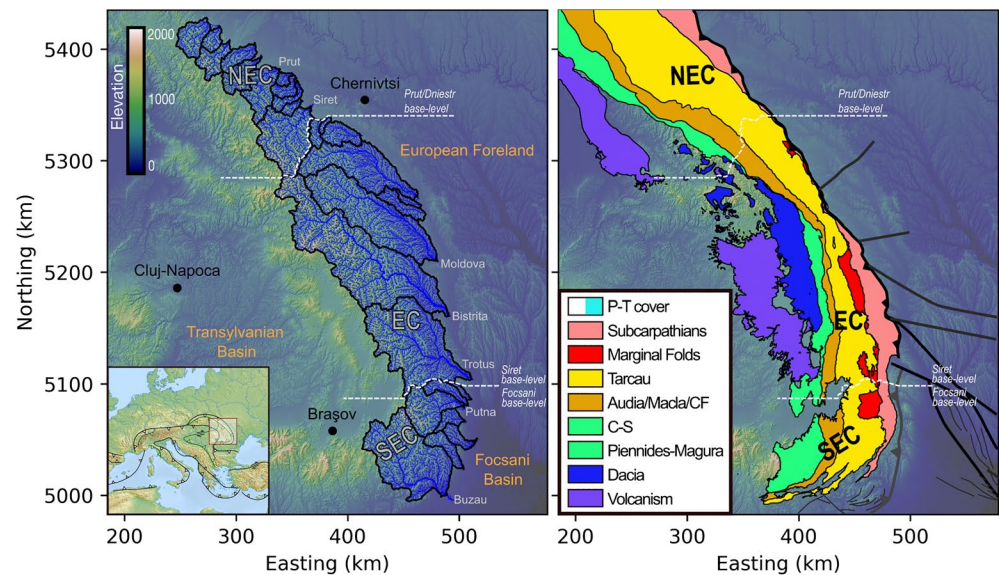 5400
5300
5200
5100
5000
Northing (km)
200
300
400
500
Easting (km)
Elevation
2000
1000
0
NEC
Prut
Siret
Chernivtsi
Prut/Dniestr
base-level
European Foreland
Cluj-Napoca
Transylvanian
Basin
Moldova
Bistrita
EC
Trotus
Siret
base-level
Focsani
base-level
Putna
Braşov
SEC
Focsani
Basin
Buzau
NEC
Prut/Dniestr
base-level
EC
Siret
base-level
Focsani
base-level
SEC
P-T cover
Subcarpathians
Marginal Folds
Tarcau
Audia/Macla/CF
C-S
Piennides-Magura
Dacia
Volcanism
200
300
400
500
Easting (km)